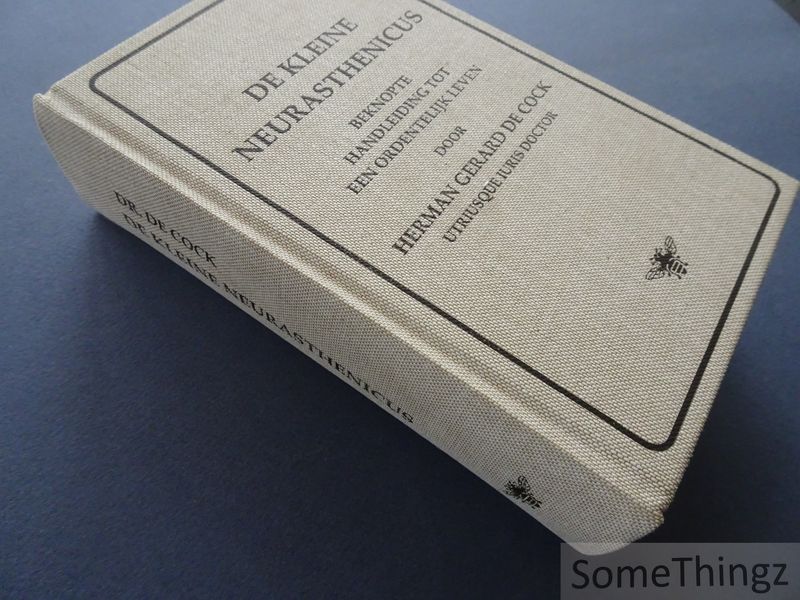 DE KLEINE
NEURASTHENICUS
BEKNOPTE
HANDLEIDING TOT
EEN ORDENTELIJK LEVEN
DOOR
HERMAN GERARD DE COCK
UTRIUSQUE IURIS DOCTOR
DR. DE COCK
DE KLEINE NEURASTHENICUS
SomeThingz